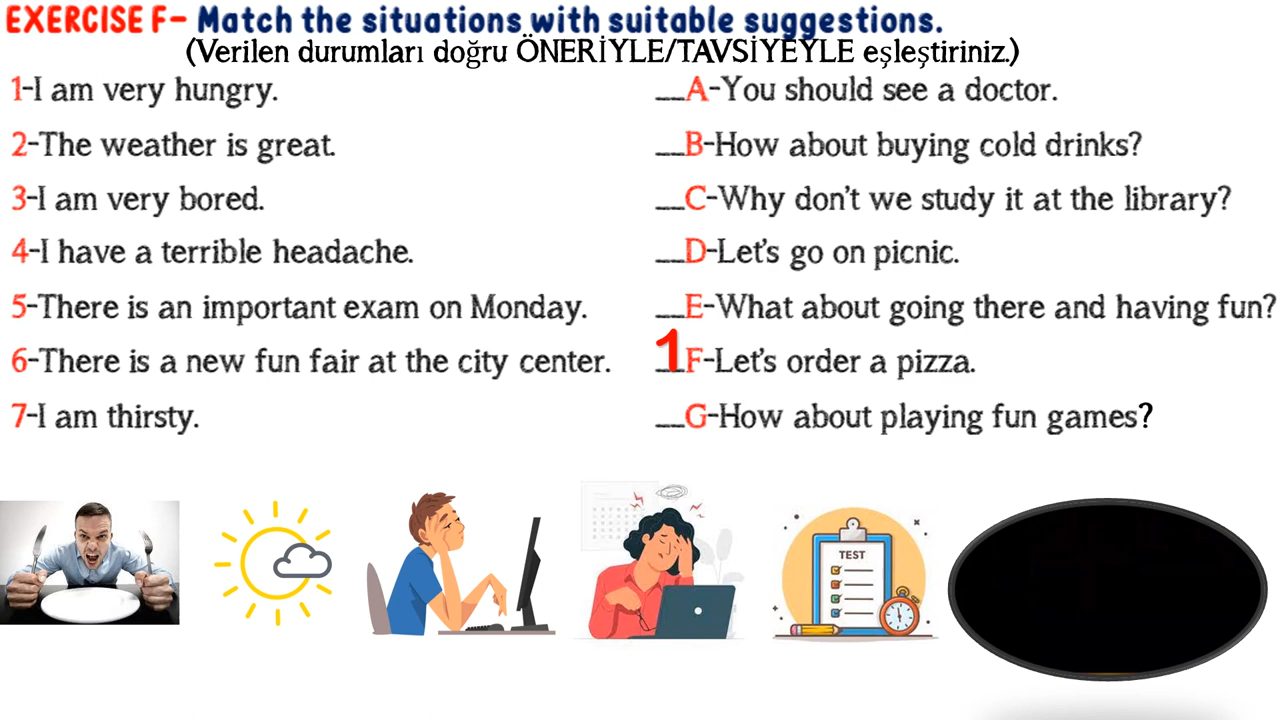 EXERCISE F- Match the situations with suitable suggestions.
(Verilen durumları doğru ÖNERİYLE/TAVSİYEYLE eşleştiriniz.)
1-I am very hungry.
2-The weather is great.
3-I am very bored.
4-I have a terrible headache.
5-There is an important exam on Monday.
6-There is a new fun fair at the city center.
7-I am thirsty.
__A-You should see a doctor.
__B-How about buying cold drinks?
__C-Why don't we study it at the library?
__D-Let's go on picnic.
__E-What about going there and having fun?
1 F-Let's order a pizza.
__G-How about playing fun games?
TEST